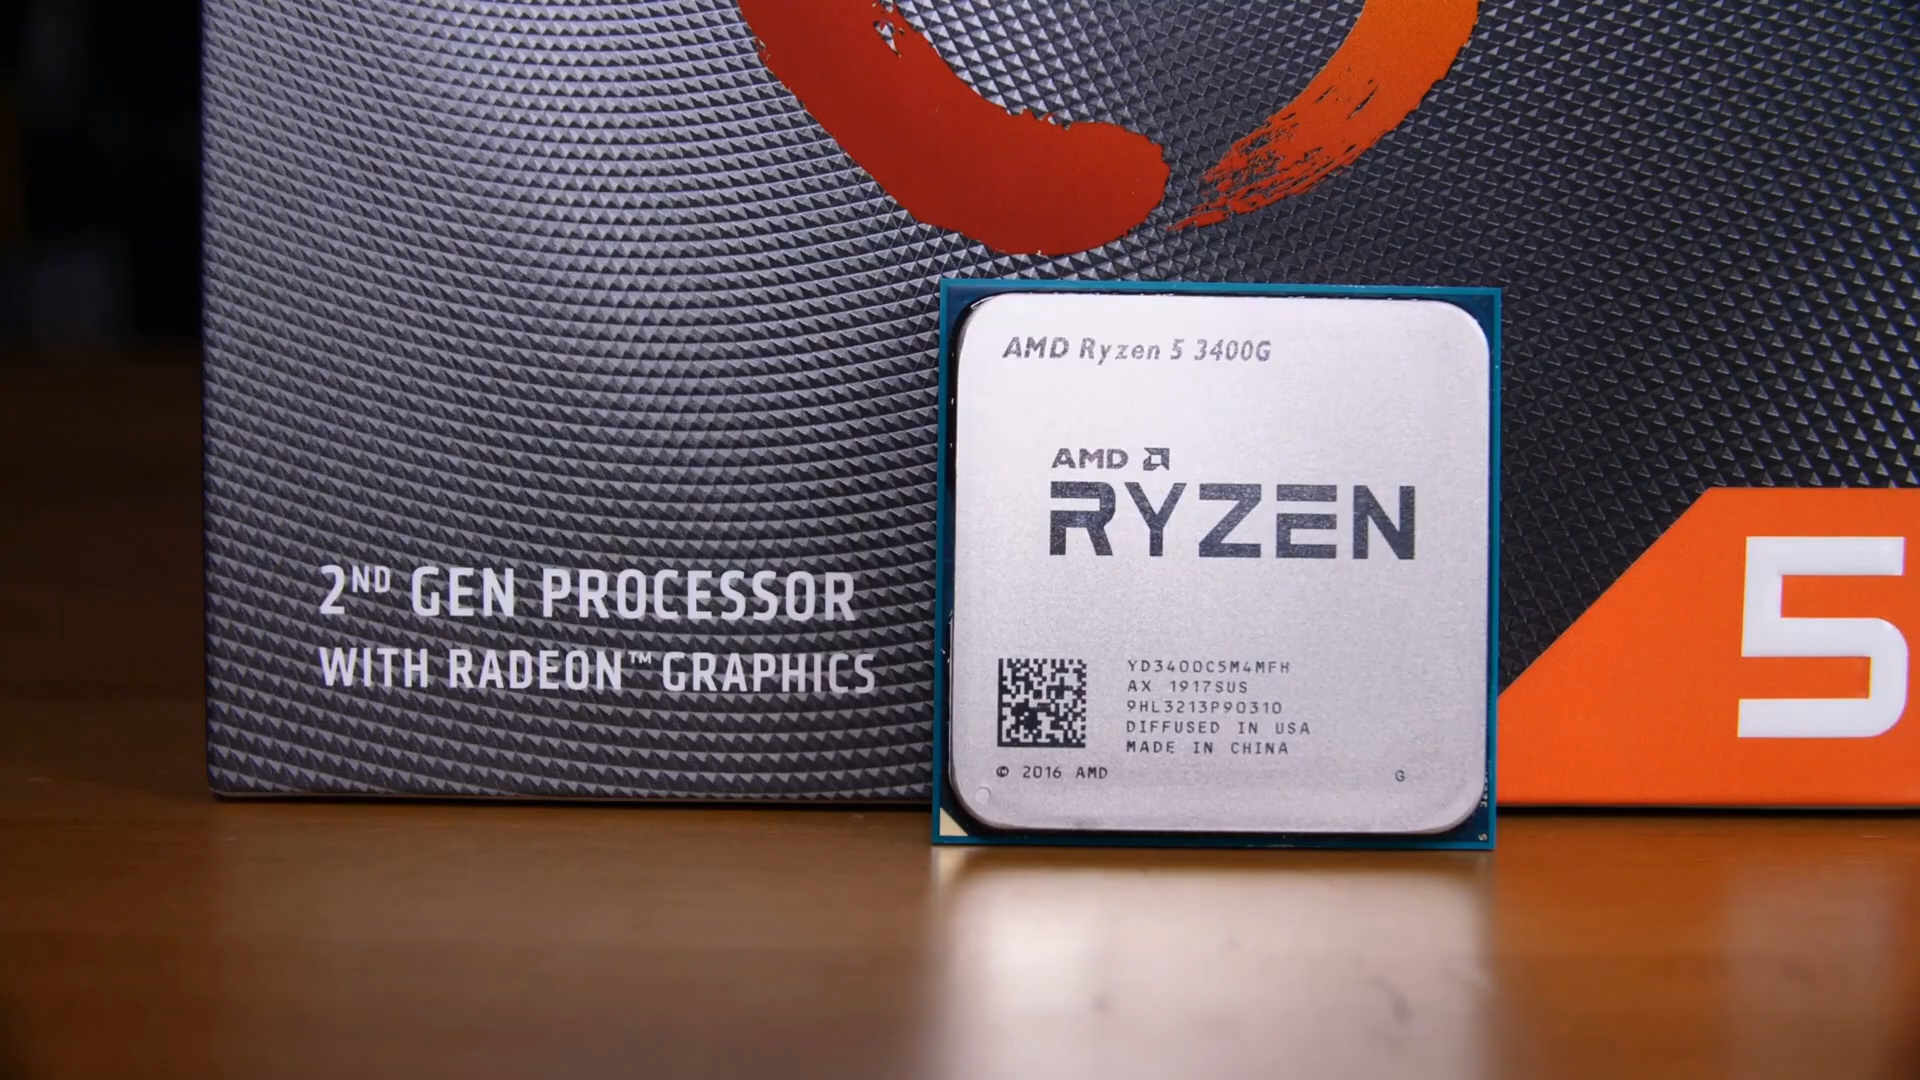 2ND GEN PROCESSOR
WITH RADEON™ GRAPHICS
AMD Ryzen 5 3400G
AMD
RYZEN
YD3400C5M4MFH
AX 1917SUS
9HL3213P90310
DIFFUSED IN USA
MADE IN CHINA
© 2016 AMD
G
5